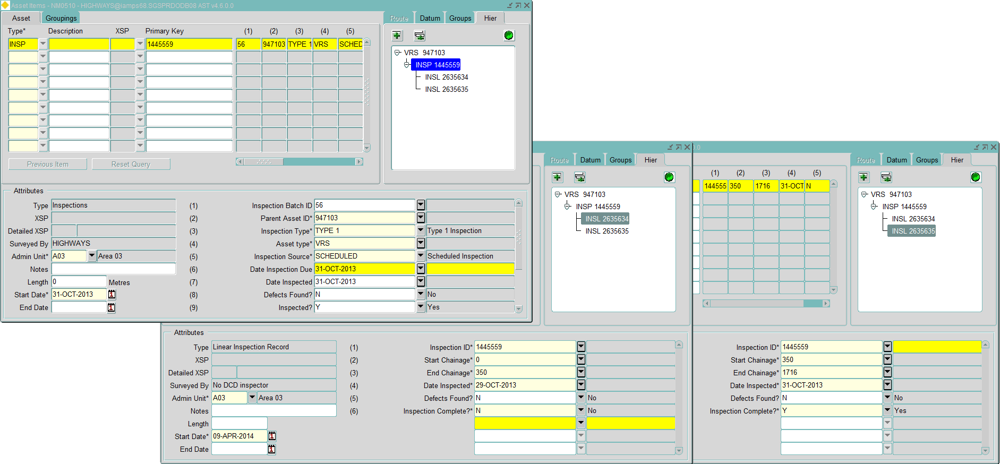 Asset Items - NM0510 - HIGHWAYS@iamps68.SGSPRDODB08 AST v4.6.0.0
Asset Groupings
Route Datum Groups Hier
Type* Description XSP Primary Key (1) (2) (3) (4) (5)
INSP 1445559 56 947103 TYPE 1 VRS SCHED
VRS 947103
INSP 1445559
INSL 2635634
INSL 2635635
Previous Item Reset Query
Attributes
Type Inspections (1) Inspection Batch ID 56
XSP (2) Parent Asset ID* 947103
Detailed XSP (3) Inspection Type* TYPE 1 Type 1 Inspection
Surveyed By HIGHWAYS (4) Asset type* VRS
Admin Unit* A03 Area 03 (5) Inspection Source* SCHEDULED Scheduled Inspection
Notes (6) Date Inspection Due 31-OCT-2013
Length 0 Metres (7) Date Inspected 31-OCT-2013
Start Date* 31-OCT-2013 (8) Defects Found? N No
End Date (9) Inspected? Y Yes
Route Datum Groups Hier
VRS 947103
INSP 1445559
INSL 2635634
INSL 2635635
Attributes
Type Linear Inspection Record (1) Inspection ID* 1445559
XSP (2) Start Chainage* 0
Detailed XSP (3) End Chainage* 350
Surveyed By No DCD inspector (4) Date Inspected* 29-OCT-2013
Admin Unit* A03 Area 03 (5) Defects Found? N No
Notes (6) Inspection Complete?* N No
Length
Start Date* 09-APR-2014
End Date
0.0
Route Datum Groups Hier
(1) (2) (3) (4) (5)
144555 350 1716 31-OCT N
VRS 947103
INSP 1445559
INSL 2635634
INSL 2635635
Inspection ID* 1445559
Start Chainage* 350
End Chainage* 1716
Date Inspected* 31-OCT-2013
Defects Found? N No
Inspection Complete?* Y Yes